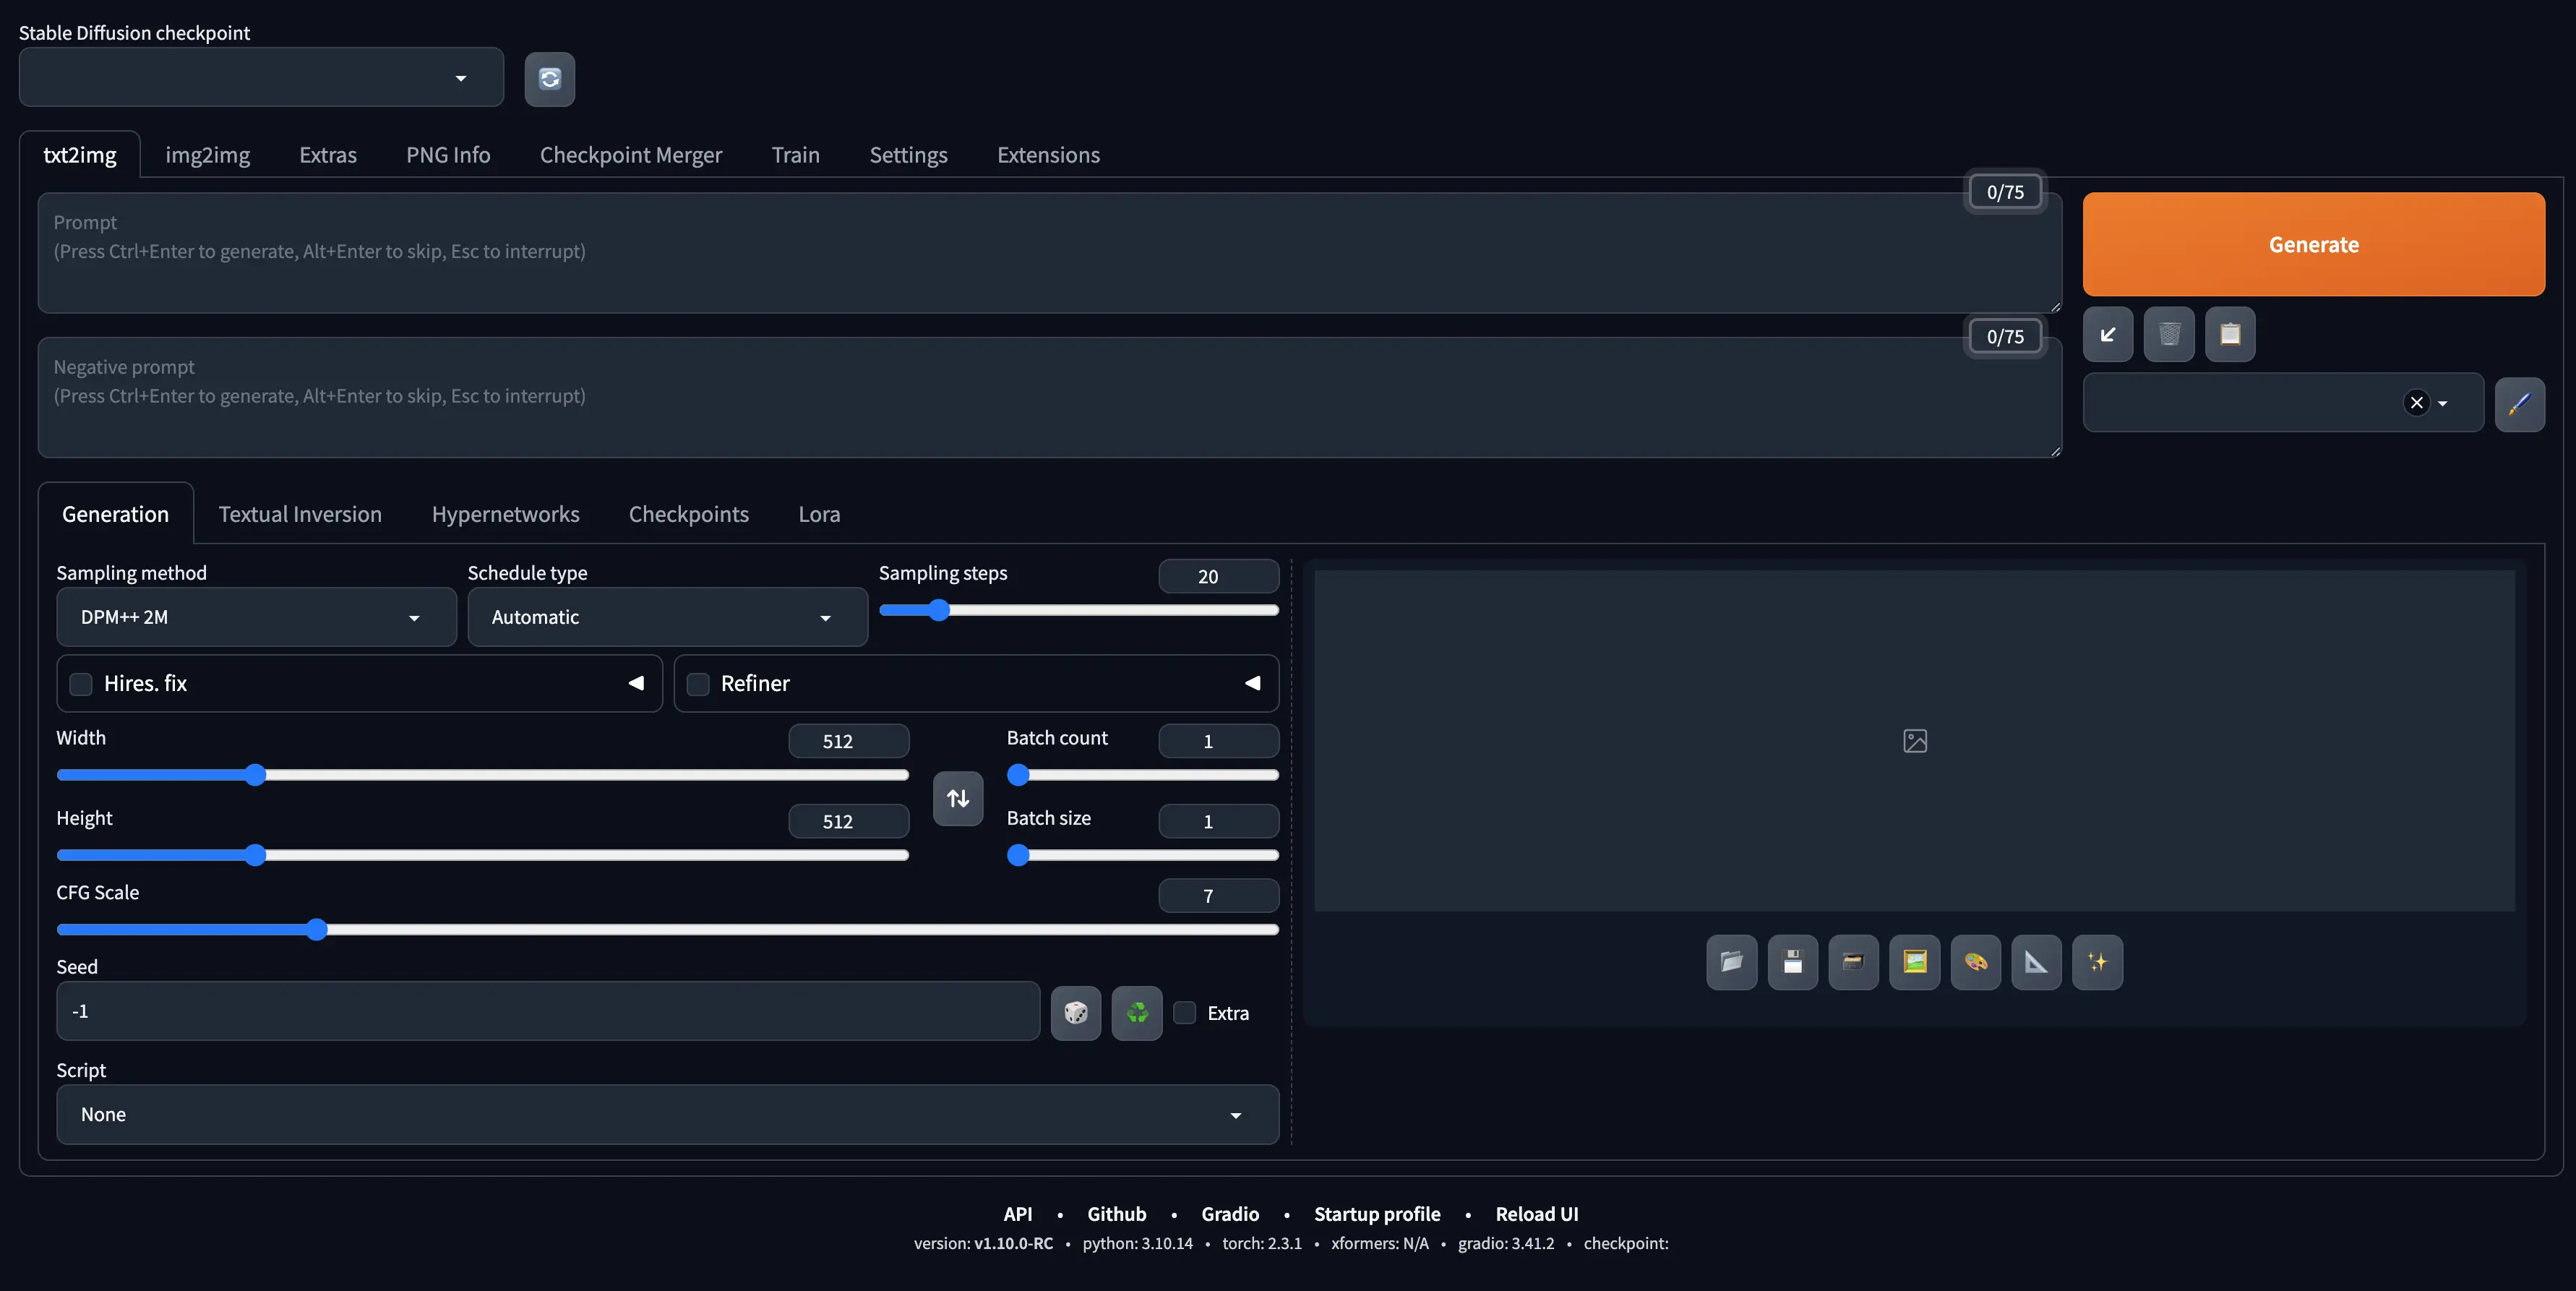 Stable Diffusion checkpoint
txt2img img2img Extras PNG Info Checkpoint Merger Train Settings Extensions
0/75
Prompt
(Press Ctrl+Enter to generate, Alt+Enter to skip, Esc to interrupt)
Generate
0/75
Negative prompt
(Press Ctrl+Enter to generate, Alt+Enter to skip, Esc to interrupt)
Generation Textual Inversion Hypernetworks Checkpoints Lora
Sampling method Schedule type Sampling steps 20
DPM++ 2M Automatic
Hires. fix Refiner
Width 512 Batch count 1
Height 512 Batch size 1
CFG Scale 7
Seed
-1 Extra
Script
None
API • Github • Gradio • Startup profile • Reload UI
version: v1.10.0-RC • python: 3.10.14 • torch: 2.3.1 • xformers: N/A • gradio: 3.41.2 • checkpoint: